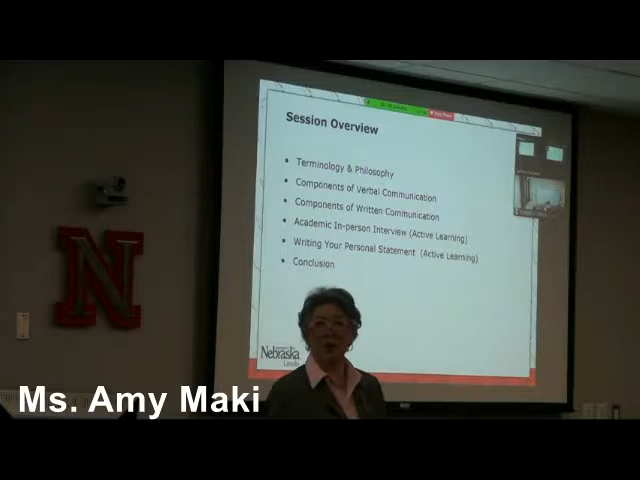 Session Overview
• Terminology & Philosophy
• Components of Verbal Communication
• Components of Written Communication
• Academic In-person Interview (Active Learning)
• Writing Your Personal Statement (Active Learning)
• Conclusion
N
Nebraska
Lincoln
Ms. Amy Maki